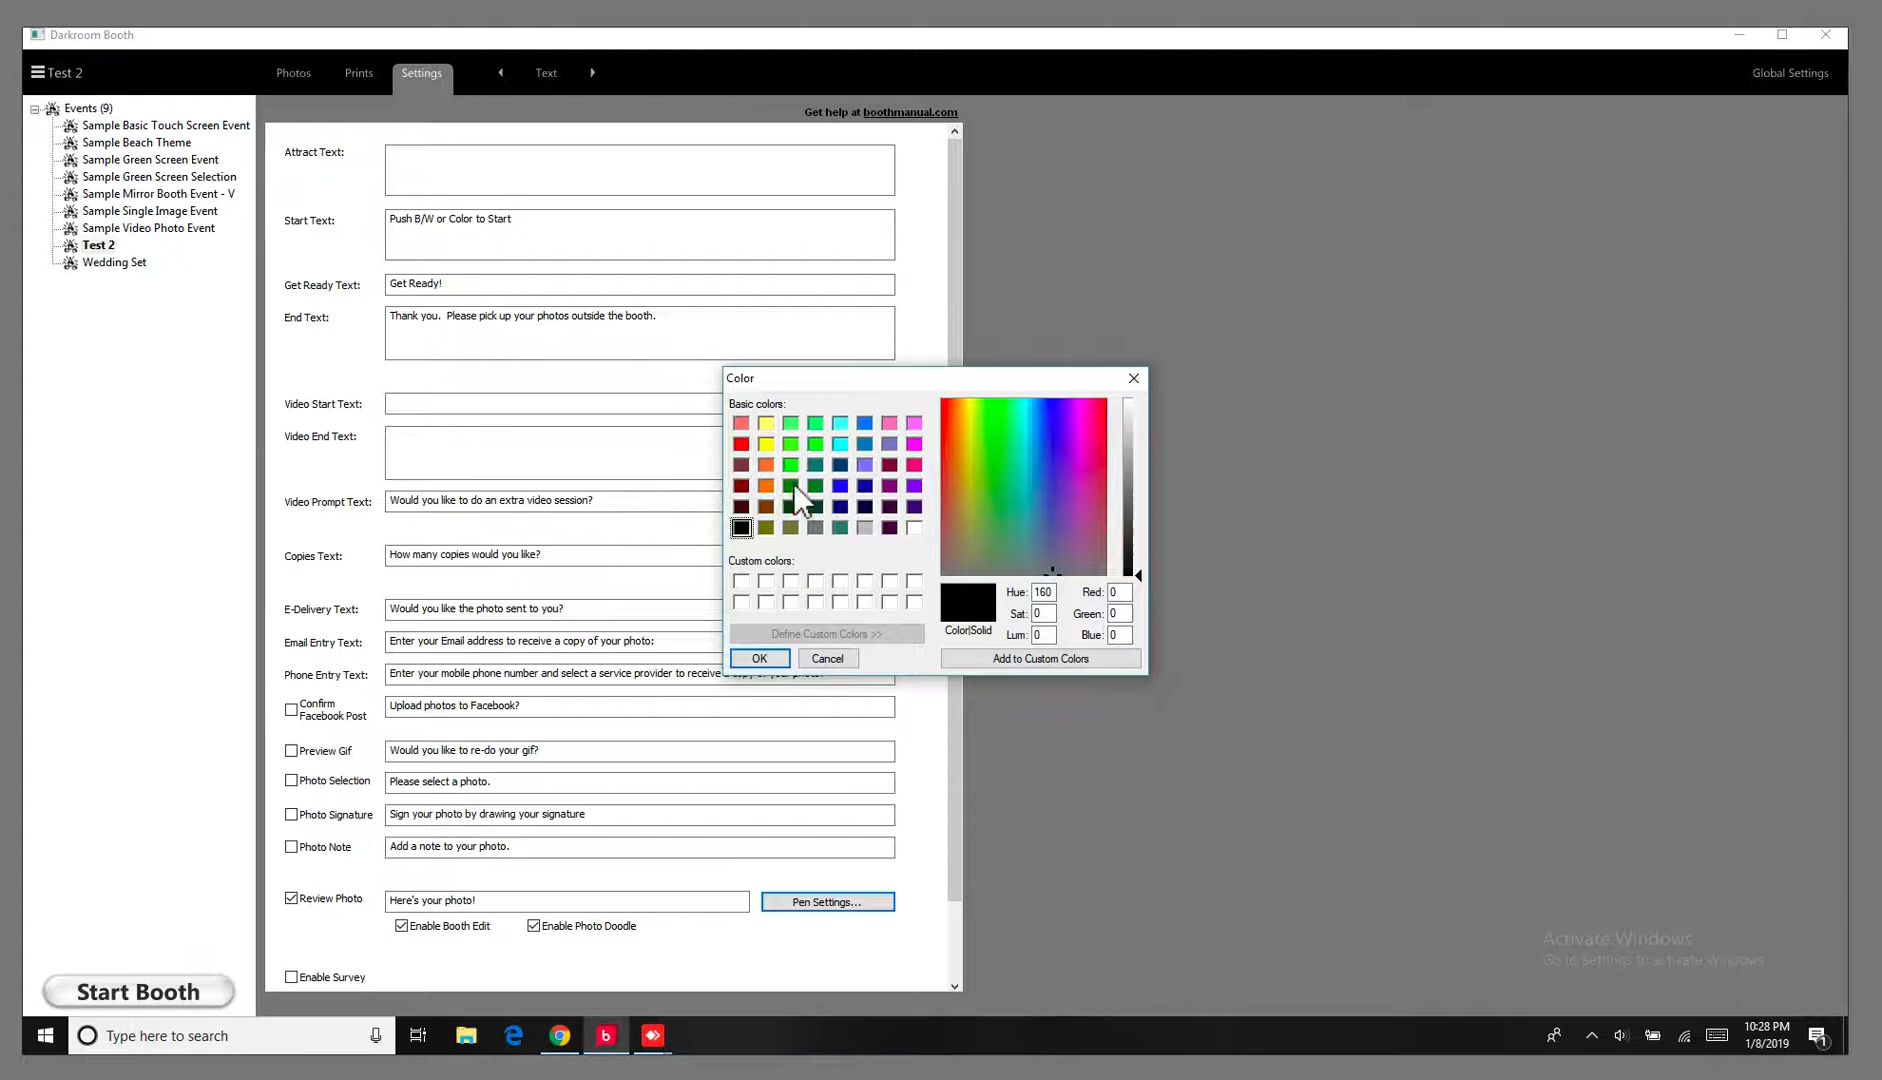 Darkroom Booth
Test 2
Photos
Prints
Settings
Text
Global Settings
Events (9)
Sample Basic Touch Screen Event
Sample Beach Theme
Sample Green Screen Event
Sample Green Screen Selection
Sample Mirror Booth Event - V
Sample Single Image Event
Sample Video Photo Event
Test 2
Wedding Set
Start Booth
Get help at boothmanual.com
Attract Text:
Start Text:
Push B/W or Color to Start
Get Ready Text:
Get Ready!
End Text:
Thank you.  Please pick up your photos outside the booth.
Video Start Text:
Video End Text:
Video Prompt Text:
Would you like to do an extra video session?
Copies Text:
How many copies would you like?
E-Delivery Text:
Would you like the photo sent to you?
Email Entry Text:
Enter your Email address to receive a copy of your photo:
Phone Entry Text:
Enter your mobile phone number and select a service provider to receive
Confirm
Facebook Post
Upload photos to Facebook?
Preview Gif
Would you like to re-do your gif?
Photo Selection
Please select a photo.
Photo Signature
Sign your photo by drawing your signature
Photo Note
Add a note to your photo.
Review Photo
Here's your photo!
Pen Settings...
Enable Booth Edit
Enable Photo Doodle
Enable Survey
Color
Basic colors:
Custom colors:
Define Custom Colors >>
OK
Cancel
Color|Solid
Hue: 160
Sat: 0
Lum: 0
Red: 0
Green: 0
Blue: 0
Add to Custom Colors
Activate Windows
Go to Settings to activate Windows.
Type here to search
10:28 PM
1/8/2019
1